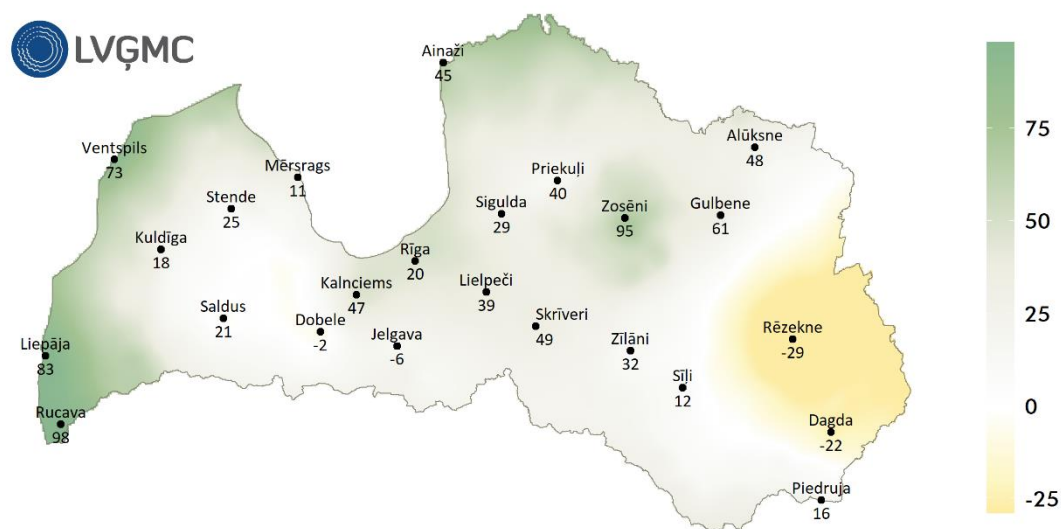 LVĢMC
Ainaži
45
Ventspils
73
Mērsrags
11
Stende
25
Kuldīga
18
Saldus
21
Dobele
-2
Kalnciems
47
Jelgava
-6
Rīga
20
Liepāja
83
Rucava
98
Sigulda
29
Priekuļi
40
Zosēni
95
Alūksne
48
Gulbene
61
Lielpeči
39
Skrīveri
49
Zīlāni
32
Sīļi
12
Rēzekne
-29
Dagda
-22
Piedruja
16
75
50
25
0
-25